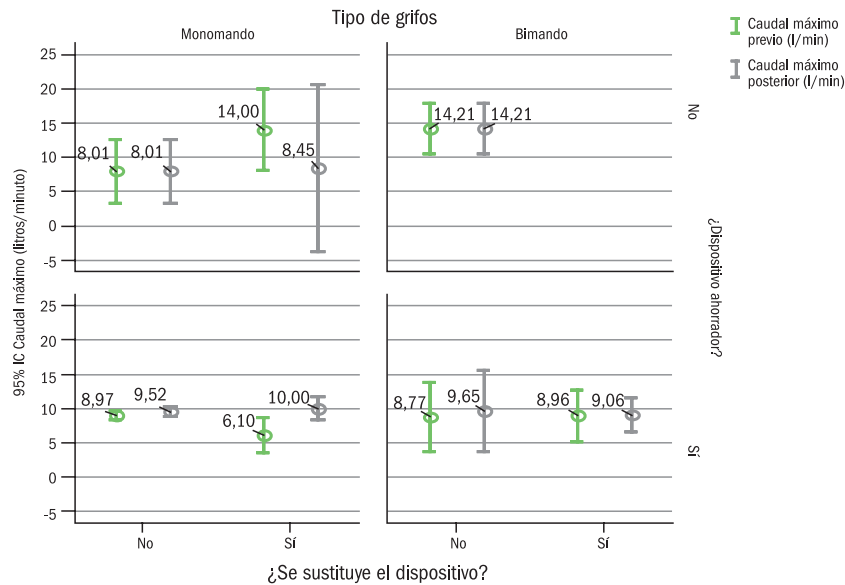 Tipo de grifos
Monomando
Bimando
Caudal máximo
previo (l/min)
Caudal máximo
posterior (l/min)
95% IC Caudal máximo (litros/minuto)
25
20
15
10
5
0
-5
8,01
8,01
14,00
8,45
14,21
14,21
No
¿Dispositivo ahorrador?
25
20
15
10
5
0
-5
8,97
9,52
6,10
10,00
8,77
9,65
8,96
9,06
Sí
No
Sí
No
Sí
¿Se sustituye el dispositivo?